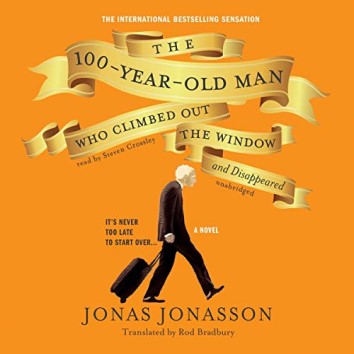 THE INTERNATIONAL BESTSELLING SENSATION
THE
100-YEAR-OLD MAN
WHO CLIMBED OUT
THE WINDOW
read by Steven Crossley
and Disappeared
unabridged
IT'S NEVER
TOO LATE
TO START OVER...
A NOVEL
JONAS JONASSON
Translated by Rod Bradbury